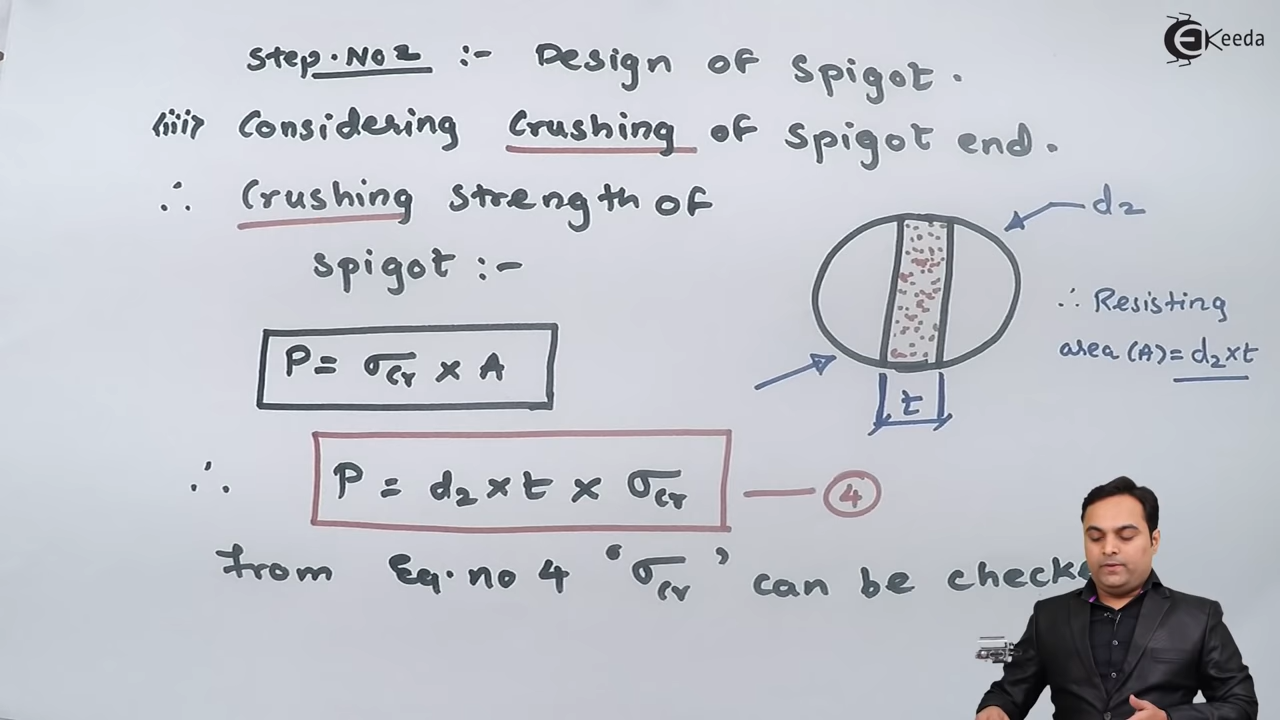 Step.No 2 :- Design of Spigot.
(iii) Considering Crushing of Spigot end.
∴ Crushing Strength of
Spigot :-
P = σcr × A
∴ P = d2 × t × σcr — 4
From Eq.no 4 'σcr' can be
d2
∴ Resisting
area (A) = d2×t
t
EKeeda